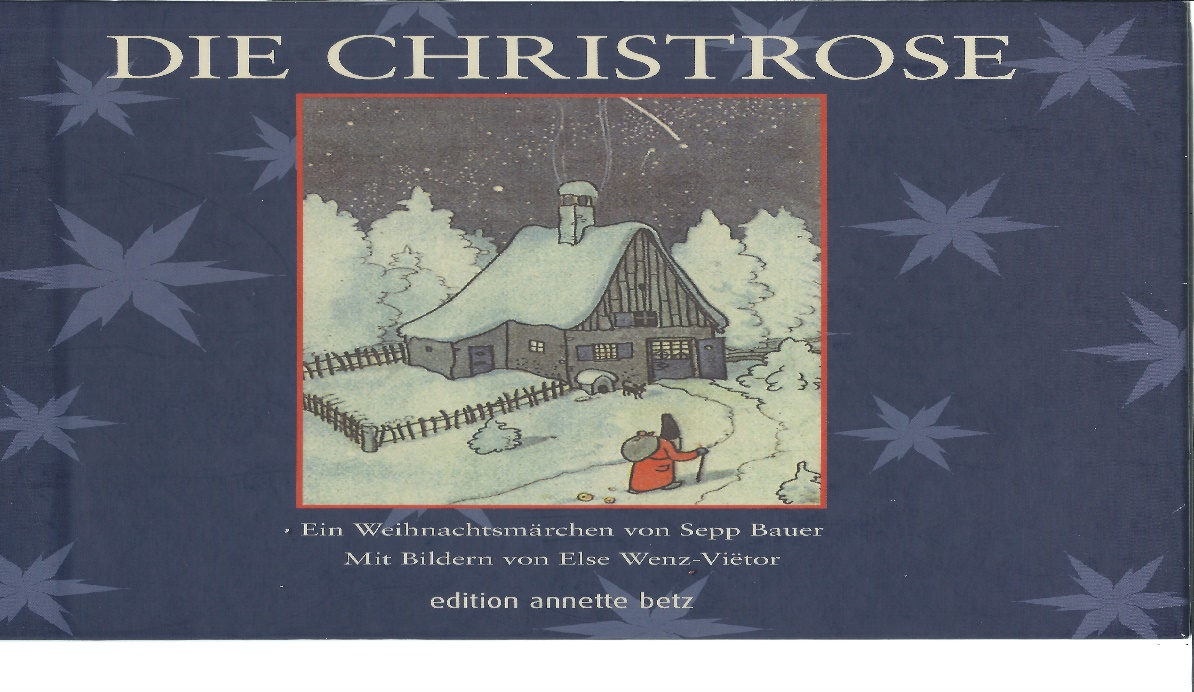 DIE CHRISTROSE
Ein Weihnachtsmärchen von Sepp Bauer
Mit Bildern von Else Wenz-Viëtor
edition annette betz